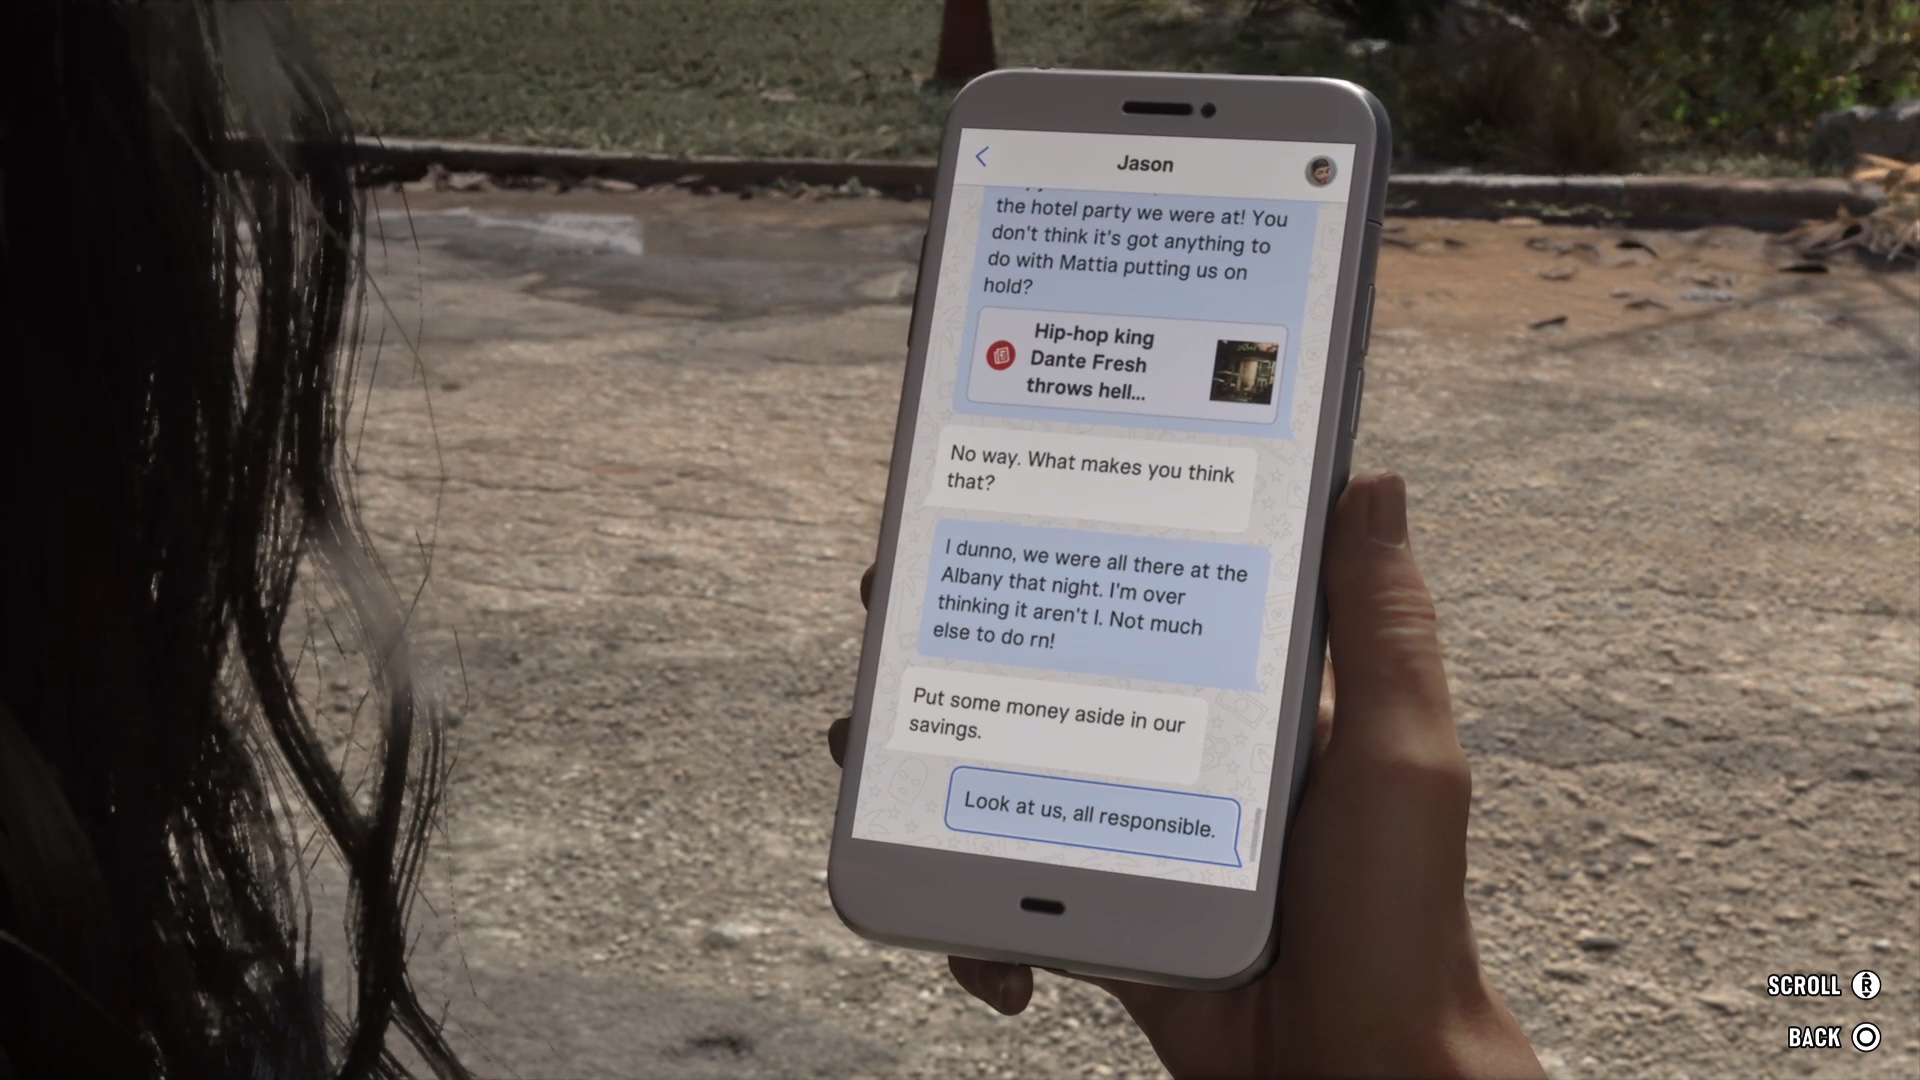 Jason
the hotel party we were at! You
don't think it's got anything to
do with Mattia putting us on
hold?
Hip-hop king
Dante Fresh
throws hell...
No way. What makes you think
that?
I dunno, we were all there at the
Albany that night. I'm over
thinking it aren't I. Not much
else to do rn!
Put some money aside in our
savings.
Look at us, all responsible.
SCROLL R
BACK